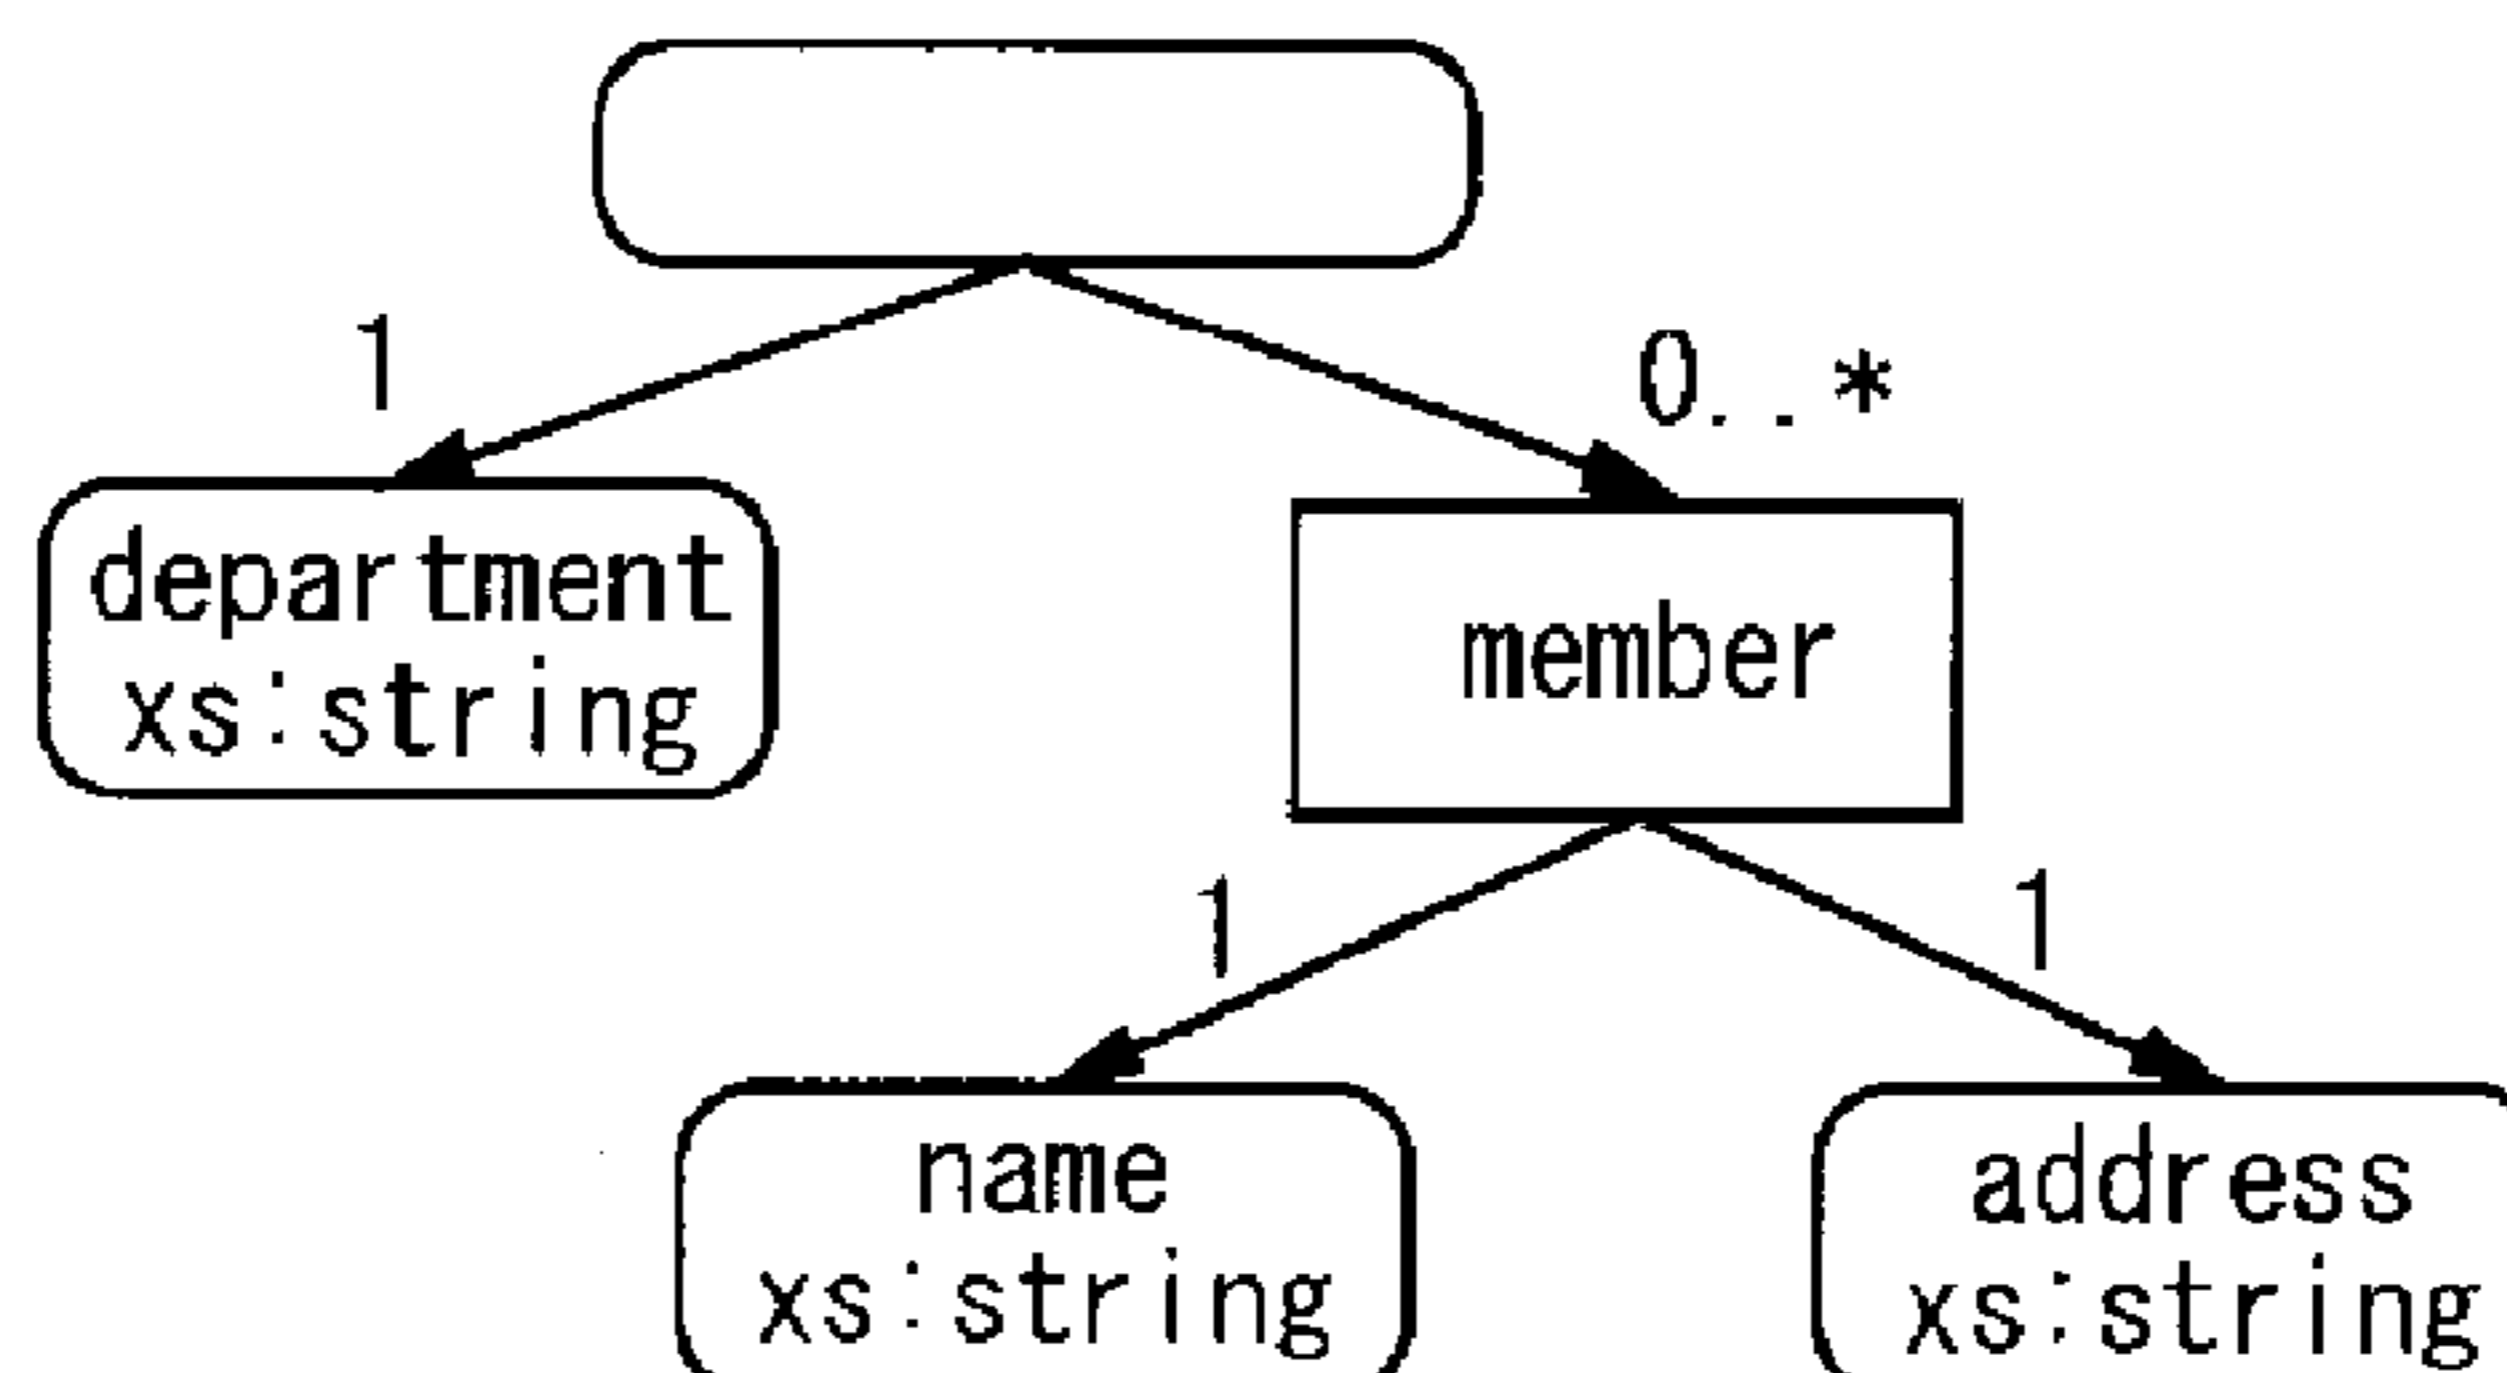 1
0..*
department
xs:string
member
1
1
name
xs:string
address
xs:string